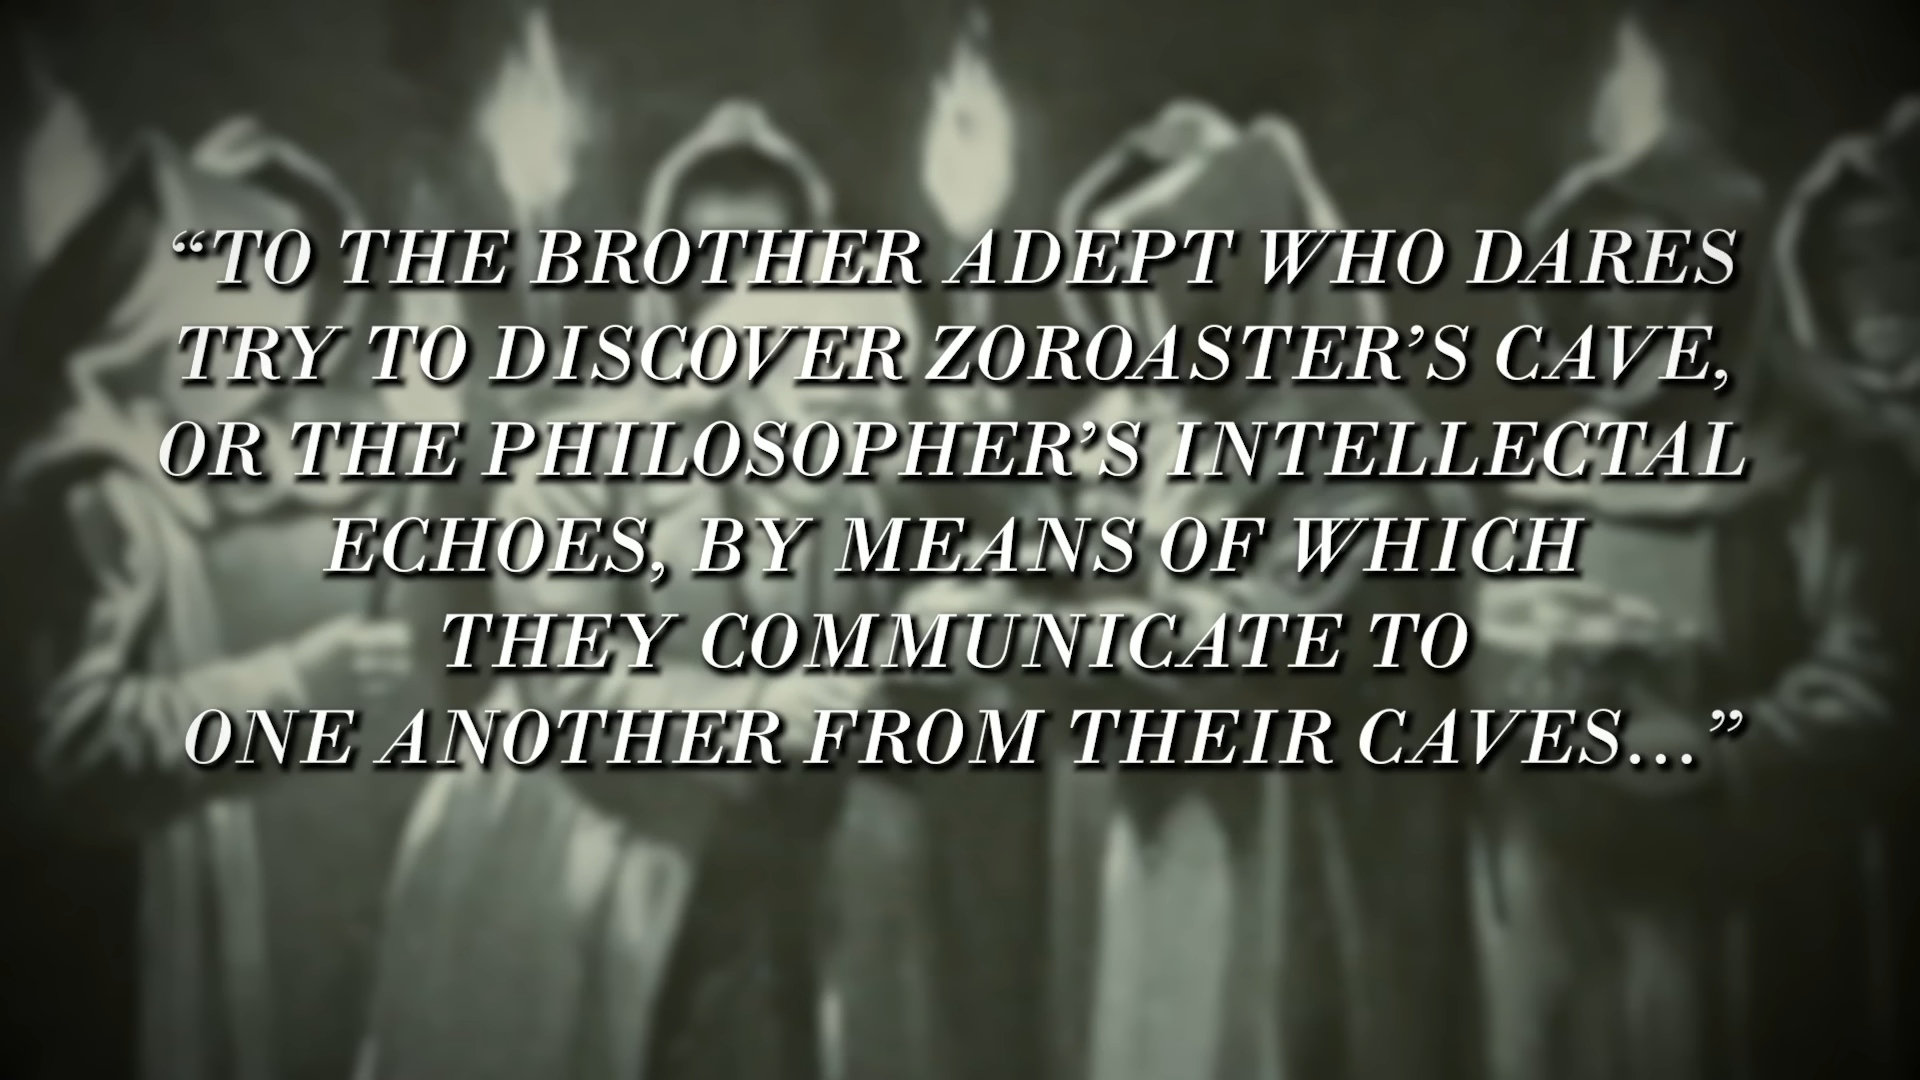 “TO THE BROTHER ADEPT WHO DARES
TRY TO DISCOVER ZOROASTER’S CAVE,
OR THE PHILOSOPHER’S INTELLECTAL
ECHOES, BY MEANS OF WHICH
THEY COMMUNICATE TO
ONE ANOTHER FROM THEIR CAVES...”